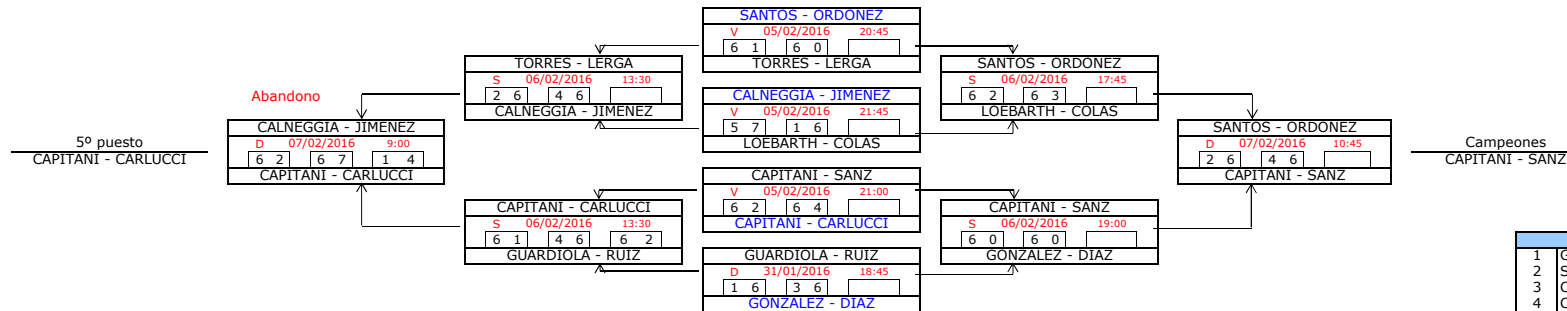 SANTOS - ORDONEZ
V 05/02/2016 20:45
6 1 6 0
TORRES - LERGA
TORRES - LERGA
S 06/02/2016 13:30
2 6 4 6
CALNEGGIA - JIMENEZ
SANTOS - ORDONEZ
S 06/02/2016 17:45
6 2 6 3
LOEBARTH - COLAS
Abandono
CALNEGGIA - JIMENEZ
V 05/02/2016 21:45
5 7 1 6
LOEBARTH - COLAS
5º puesto
CAPITANI - CARLUCCI
CALNEGGIA - JIMENEZ
D 07/02/2016 9:00
6 2 6 7 1 4
CAPITANI - CARLUCCI
SANTOS - ORDONEZ
D 07/02/2016 10:45
2 6 4 6
CAPITANI - SANZ
Campeones
CAPITANI - SANZ
CAPITANI - SANZ
V 05/02/2016 21:00
6 2 6 4
CAPITANI - CARLUCCI
CAPITANI - CARLUCCI
S 06/02/2016 13:30
6 1 4 6 6 2
GUARDIOLA - RUIZ
CAPITANI - SANZ
S 06/02/2016 19:00
6 0 6 0
GONZALEZ - DIAZ
GUARDIOLA - RUIZ
D 31/01/2016 18:45
1 6 3 6
GONZALEZ - DIAZ
1
2
3
4